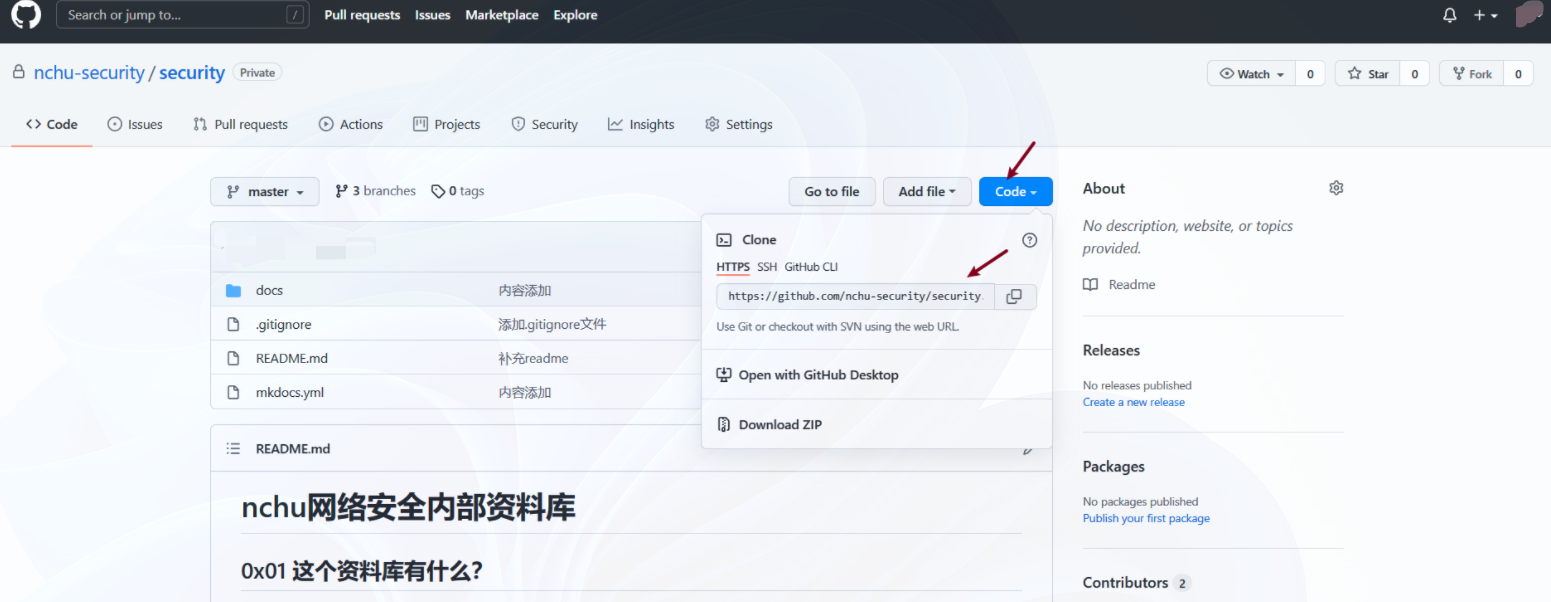 Search or jump to... /
Pull requests Issues Marketplace Explore
nchu-security / security Private
Watch 0 Star 0 Fork 0
Code Issues Pull requests Actions Projects Security Insights Settings
master 3 branches 0 tags
Go to file Add file Code
Clone
HTTPS SSH GitHub CLI
https://github.com/nchu-security/security.
Use Git or checkout with SVN using the web URL.
Open with GitHub Desktop
Download ZIP
docs 内容添加
.gitignore 添加.gitignore文件
README.md 补充readme
mkdocs.yml 内容添加
README.md
nchu网络安全内部资料库
0x01 这个资料库有什么?
About
No description, website, or topics
provided.
Readme
Releases
No releases published
Create a new release
Packages
No packages published
Publish your first package
Contributors 2